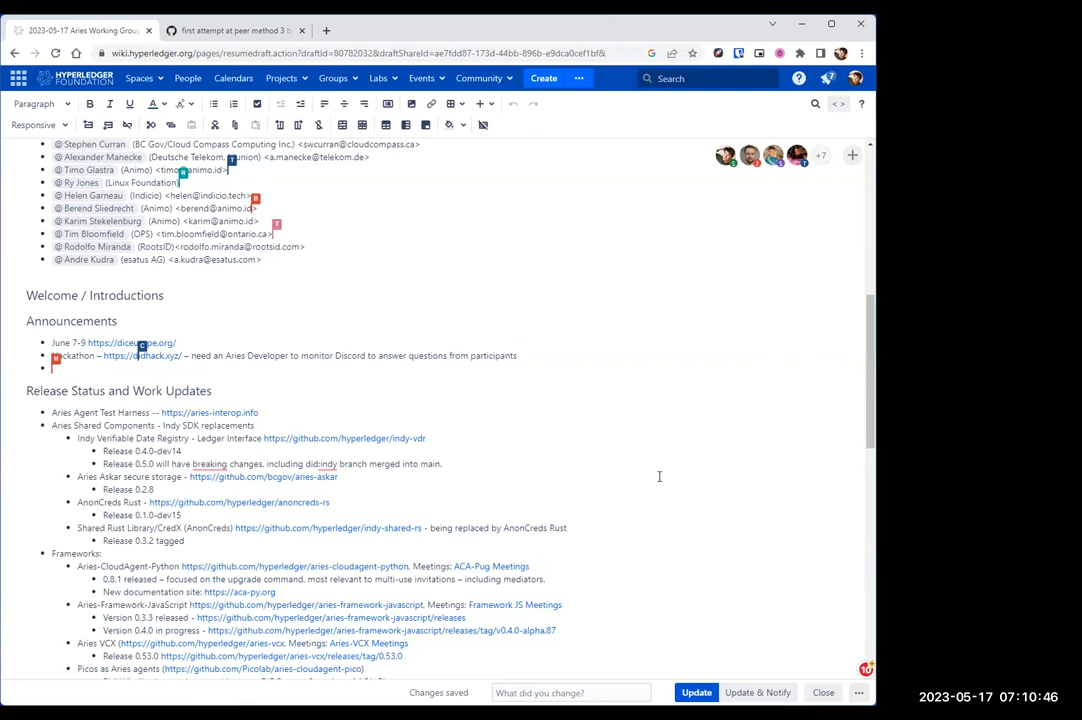 2023-05-17 Aries Working Group
first attempt at peer method 3 b
wiki.hyperledger.org/pages/resumedraft.action?draftId=80782032&draftShareId=ae7fdd87-173d-44bb-896b-e9dca0cef1bf&
HYPERLEDGER FOUNDATION
Spaces People Calendars Projects Groups Labs Events Community Create ••• Search 7
Paragraph B I U A
Responsive
@Stephen Curran (BC Gov/Cloud Compass Computing Inc.) <swcurran@cloudcompass.ca>
@Alexander Manecke (Deutsche Telekom, union) <a.manecke@telekom.de>
@Timo Glastra (Animo) <timo animo.id>
@Ry Jones (Linux Foundation)
@Helen Garneau (Indicio) <helen@indicio.tech>
@Berend Sliedrecht (Animo) <berend@animo.id>
@Karim Stekelenburg (Animo) <karim@animo.id>
@Tim Bloomfield (OPS) <tim.bloomfield@ontario.ca>
@Rodolfo Miranda (RootsID)<rodolfo.miranda@rootsid.com>
@Andre Kudra (esatus AG) <a.kudra@esatus.com>
T
R
B
T
S J S T +7
Welcome / Introductions
Announcements
June 7-9 https://diceurope.org/
C
Hackathon – https://didhack.xyz/ – need an Aries Developer to monitor Discord to answer questions from participants
H
Release Status and Work Updates
Aries Agent Test Harness -- https://aries-interop.info
Aries Shared Components - Indy SDK replacements
Indy Verifiable Date Registry - Ledger Interface https://github.com/hyperledger/indy-vdr
Release 0.4.0-dev14
Release 0.5.0 will have breaking changes, including did:indy branch merged into main.
Aries Askar secure storage - https://github.com/bcgov/aries-askar
Release 0.2.8
AnonCreds Rust - https://github.com/hyperledger/anoncreds-rs
Release 0.1.0-dev15
Shared Rust Library/CredX (AnonCreds) https://github.com/hyperledger/indy-shared-rs - being replaced by AnonCreds Rust
Release 0.3.2 tagged
Frameworks:
Aries-CloudAgent-Python https://github.com/hyperledger/aries-cloudagent-python, Meetings: ACA-Pug Meetings
0.8.1 released – focused on the upgrade command, most relevant to multi-use invitations – including mediators.
New documentation site: https://aca-py.org
Aries-Framework-JavaScript https://github.com/hyperledger/aries-framework-javascript, Meetings: Framework JS Meetings
Version 0.3.3 released - https://github.com/hyperledger/aries-framework-javascript/releases
Version 0.4.0 in progress - https://github.com/hyperledger/aries-framework-javascript/releases/tag/v0.4.0-alpha.87
Aries VCX (https://github.com/hyperledger/aries-vcx, Meetings: Aries-VCX Meetings
Release 0.53.0 https://github.com/hyperledger/aries-vcx/releases/tag/0.53.0
Picos as Aries agents (https://github.com/Picolab/aries-cloudagent-pico)
10+
Changes saved What did you change? Update Update & Notify Close •••
2023-05-17 07:10:46